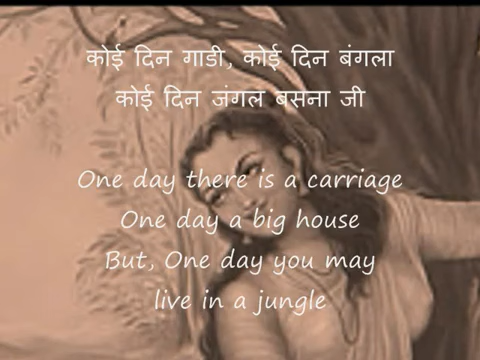 कोई दिन गाडी, कोई दिन बंगला
कोई दिन जंगल बसना जी
One day there is a carriage
One day a big house
But, One day you may
live in a jungle